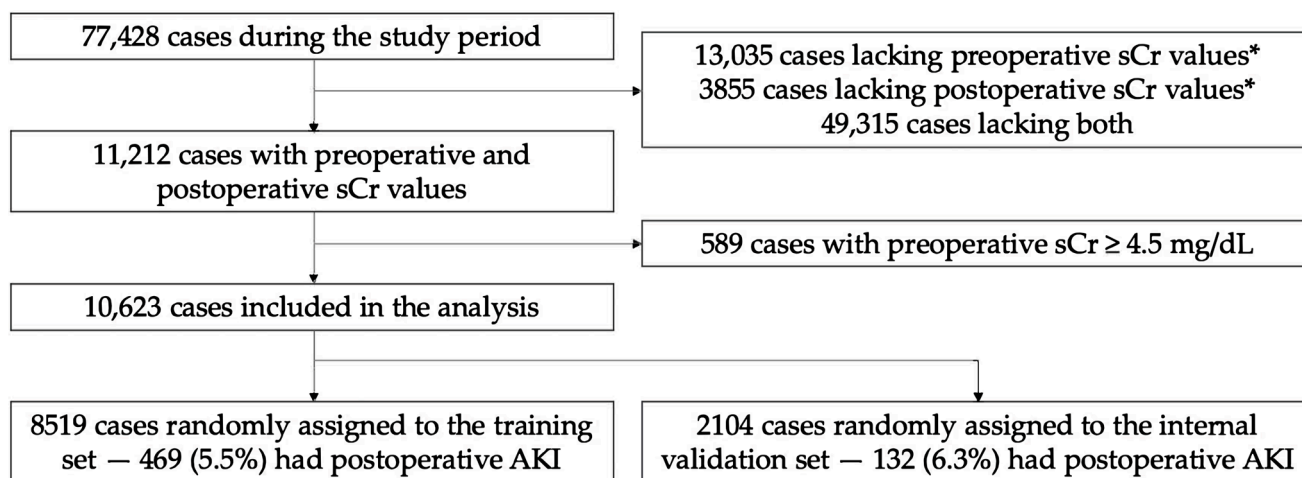 77,428 cases during the study period
13,035 cases lacking preoperative sCr values*
3855 cases lacking postoperative sCr values*
49,315 cases lacking both
11,212 cases with preoperative and
postoperative sCr values
589 cases with preoperative sCr ≥ 4.5 mg/dL
10,623 cases included in the analysis
8519 cases randomly assigned to the training
set — 469 (5.5%) had postoperative AKI
2104 cases randomly assigned to the internal
validation set — 132 (6.3%) had postoperative AKI